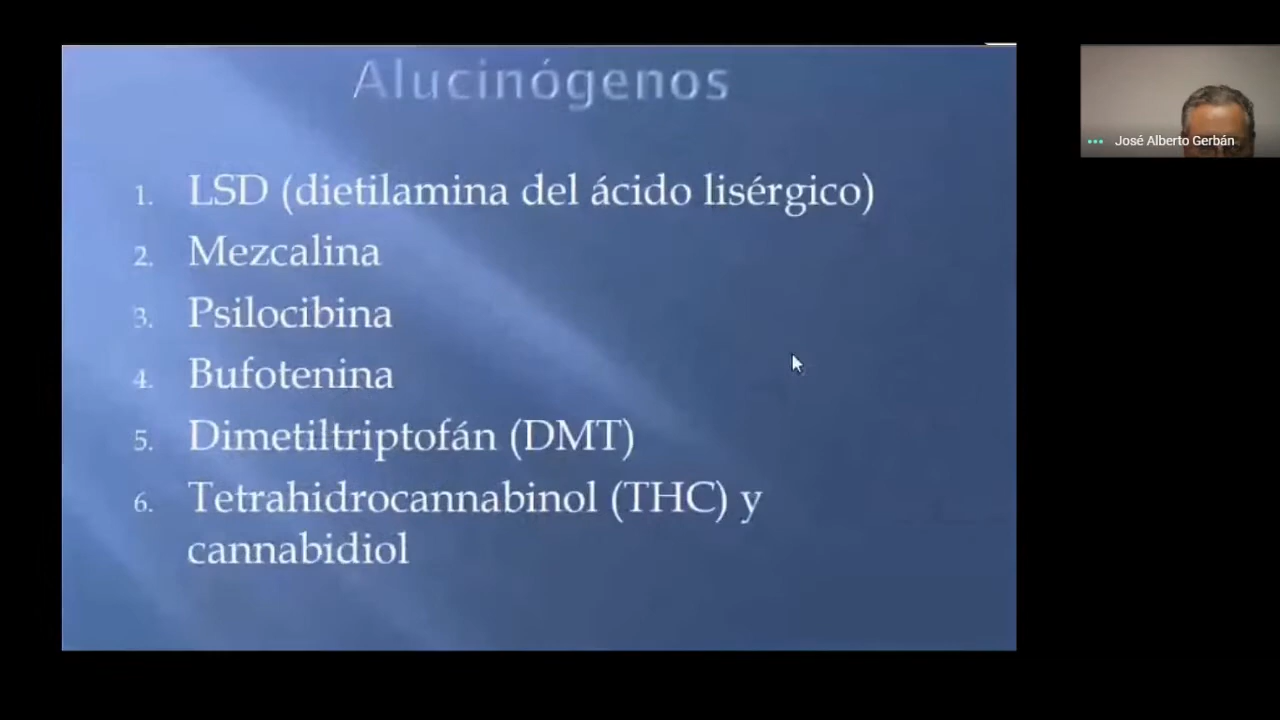 Alucinógenos
1. LSD (dietilamina del ácido lisérgico)
2. Mezcalina
3. Psilocibina
4. Bufotenina
5. Dimetiltriptofán (DMT)
6. Tetrahidrocannabinol (THC) y
cannabidiol
José Alberto Gerbán